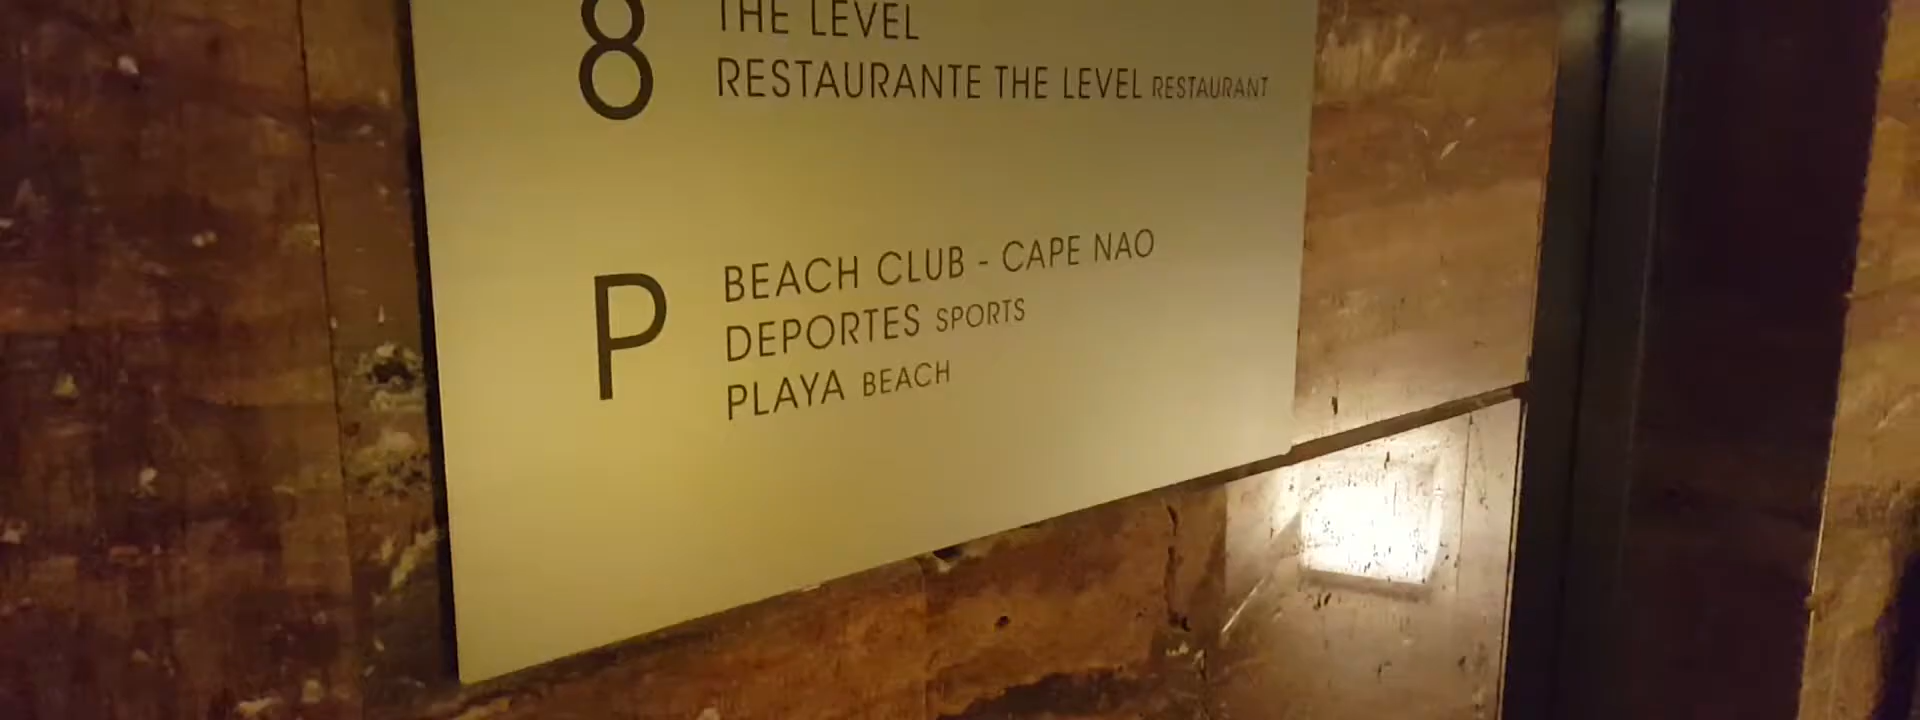 8
THE LEVEL
RESTAURANTE THE LEVEL RESTAURANT
P
BEACH CLUB - CAPE NAO
DEPORTES SPORTS
PLAYA BEACH